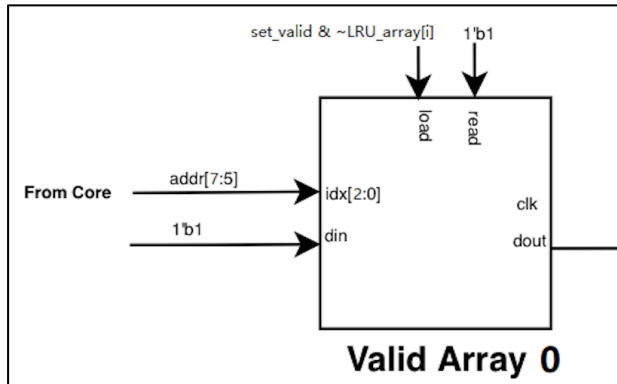 set_valid & ~LRU_array[i]
1'b1
load
read
From Core
addr[7:5]
idx[2:0]
clk
1'b1
din
dout
Valid Array 0